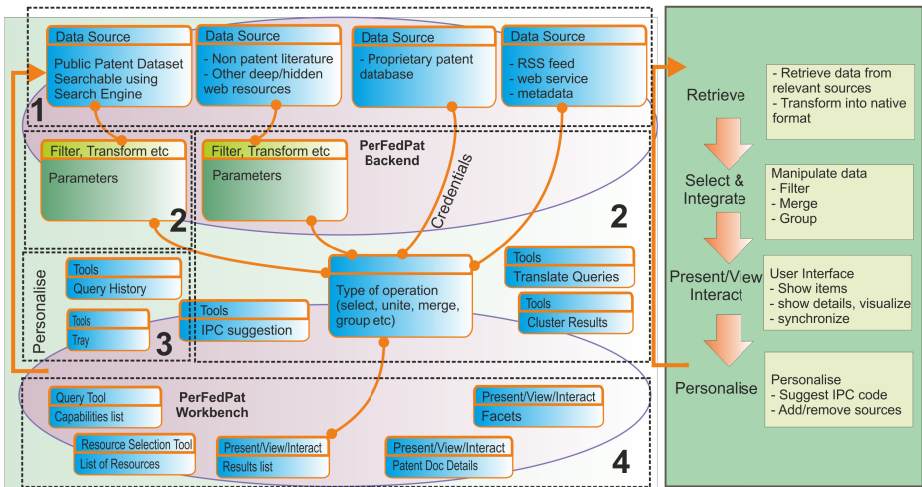 Data Source
Public Patent Dataset
Searchable using
Search Engine
Data Source
- Non patent literature
- Other deep/hidden
web resources
Data Source
- Proprietary patent
database
Data Source
- RSS feed
- web service
- metadata
1
Filter, Transform etc
Parameters
2
Filter, Transform etc
Parameters
PerFedPat
Backend
Credentials
2
Personalise
Tools
Query History
Tools
Tray
3
Tools
IPC suggestion
Type of operation
(select, unite, merge,
group etc)
Tools
Translate Queries
Tools
Cluster Results
Query Tool
Capabilities list
PerFedPat
Workbench
Present/View/Interact
Facets
Resource Selection Tool
List of Resources
Present/View/Interact
Results list
Present/View/Interact
Patent Doc Details
4
Retrieve
- Retrieve data from
relevant sources
- Transform into native
format
Select &
Integrate
Manipulate data
- Filter
- Merge
- Group
Present/View
Interact
User Interface
- Show items
- show details, visualize
- synchronize
Personalise
Personalise
- Suggest IPC code
- Add/remove sources